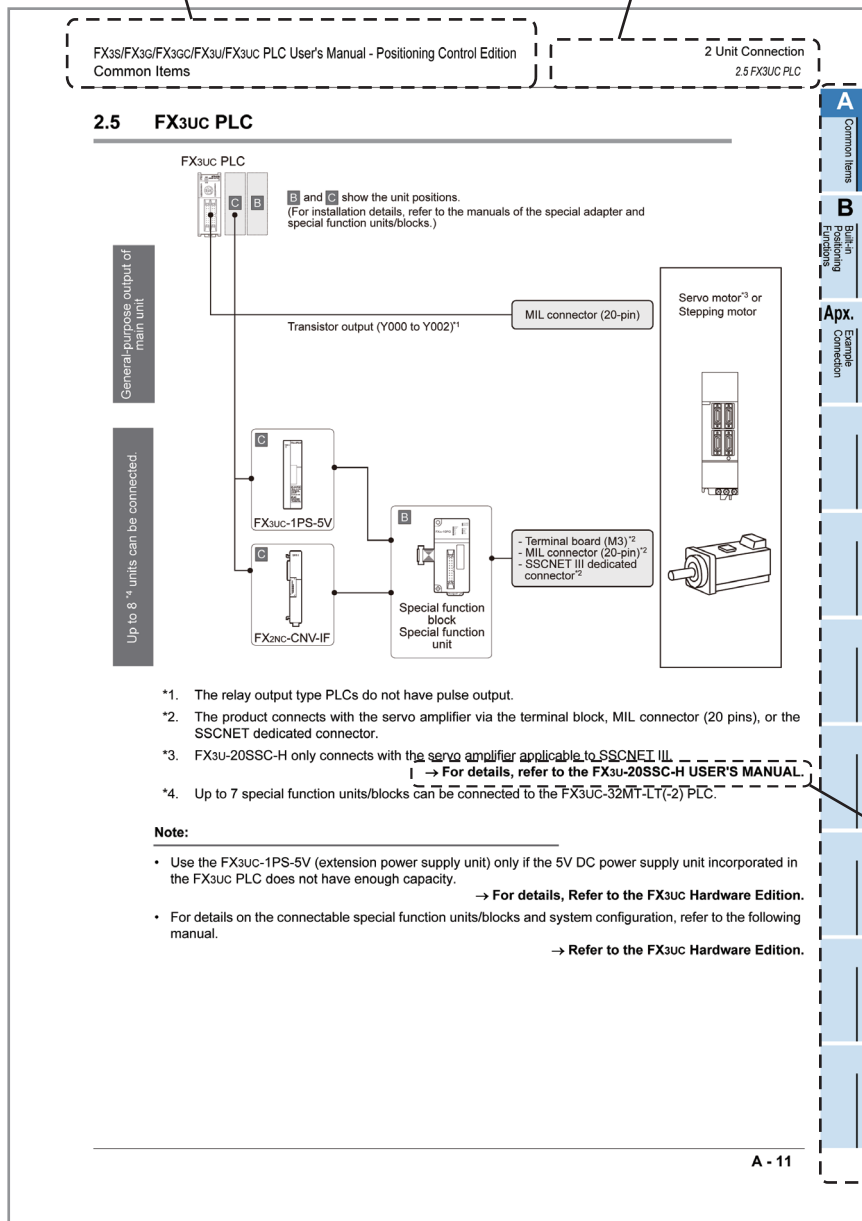 FX3S/FX3G/FX3GC/FX3U/FX3UC PLC User's Manual - Positioning Control Edition
Common Items
2 Unit Connection
2.5 FX3UC PLC
A
Common Items
B
Built-in
Positioning
Functions
Apx.
Example
Connection
2.5 FX3UC PLC
FX3UC PLC
C B
B and C show the unit positions.
(For installation details, refer to the manuals of the special adapter and
special function units/blocks.)
General-purpose output of
main unit
Transistor output (Y000 to Y002)*1
MIL connector (20-pin)
Servo motor*3 or
Stepping motor
Up to 8 *4 units can be connected.
C
FX3UC-1PS-5V
C
FX2NC-CNV-IF
B
Special function
block
Special function
unit
- Terminal board (M3)*2
- MIL connector (20-pin)*2
- SSCNET III dedicated
connector*2
*1. The relay output type PLCs do not have pulse output.
*2. The product connects with the servo amplifier via the terminal block, MIL connector (20 pins), or the
SSCNET dedicated connector.
*3. FX3U-20SSC-H only connects with the servo amplifier applicable to SSCNET III.
→ For details, refer to the FX3U-20SSC-H USER'S MANUAL.
*4. Up to 7 special function units/blocks can be connected to the FX3UC-32MT-LT(-2) PLC.
Note:
• Use the FX3UC-1PS-5V (extension power supply unit) only if the 5V DC power supply unit incorporated in
the FX3UC PLC does not have enough capacity.
→ For details, Refer to the FX3UC Hardware Edition.
• For details on the connectable special function units/blocks and system configuration, refer to the following
manual.
→ Refer to the FX3UC Hardware Edition.
A - 11